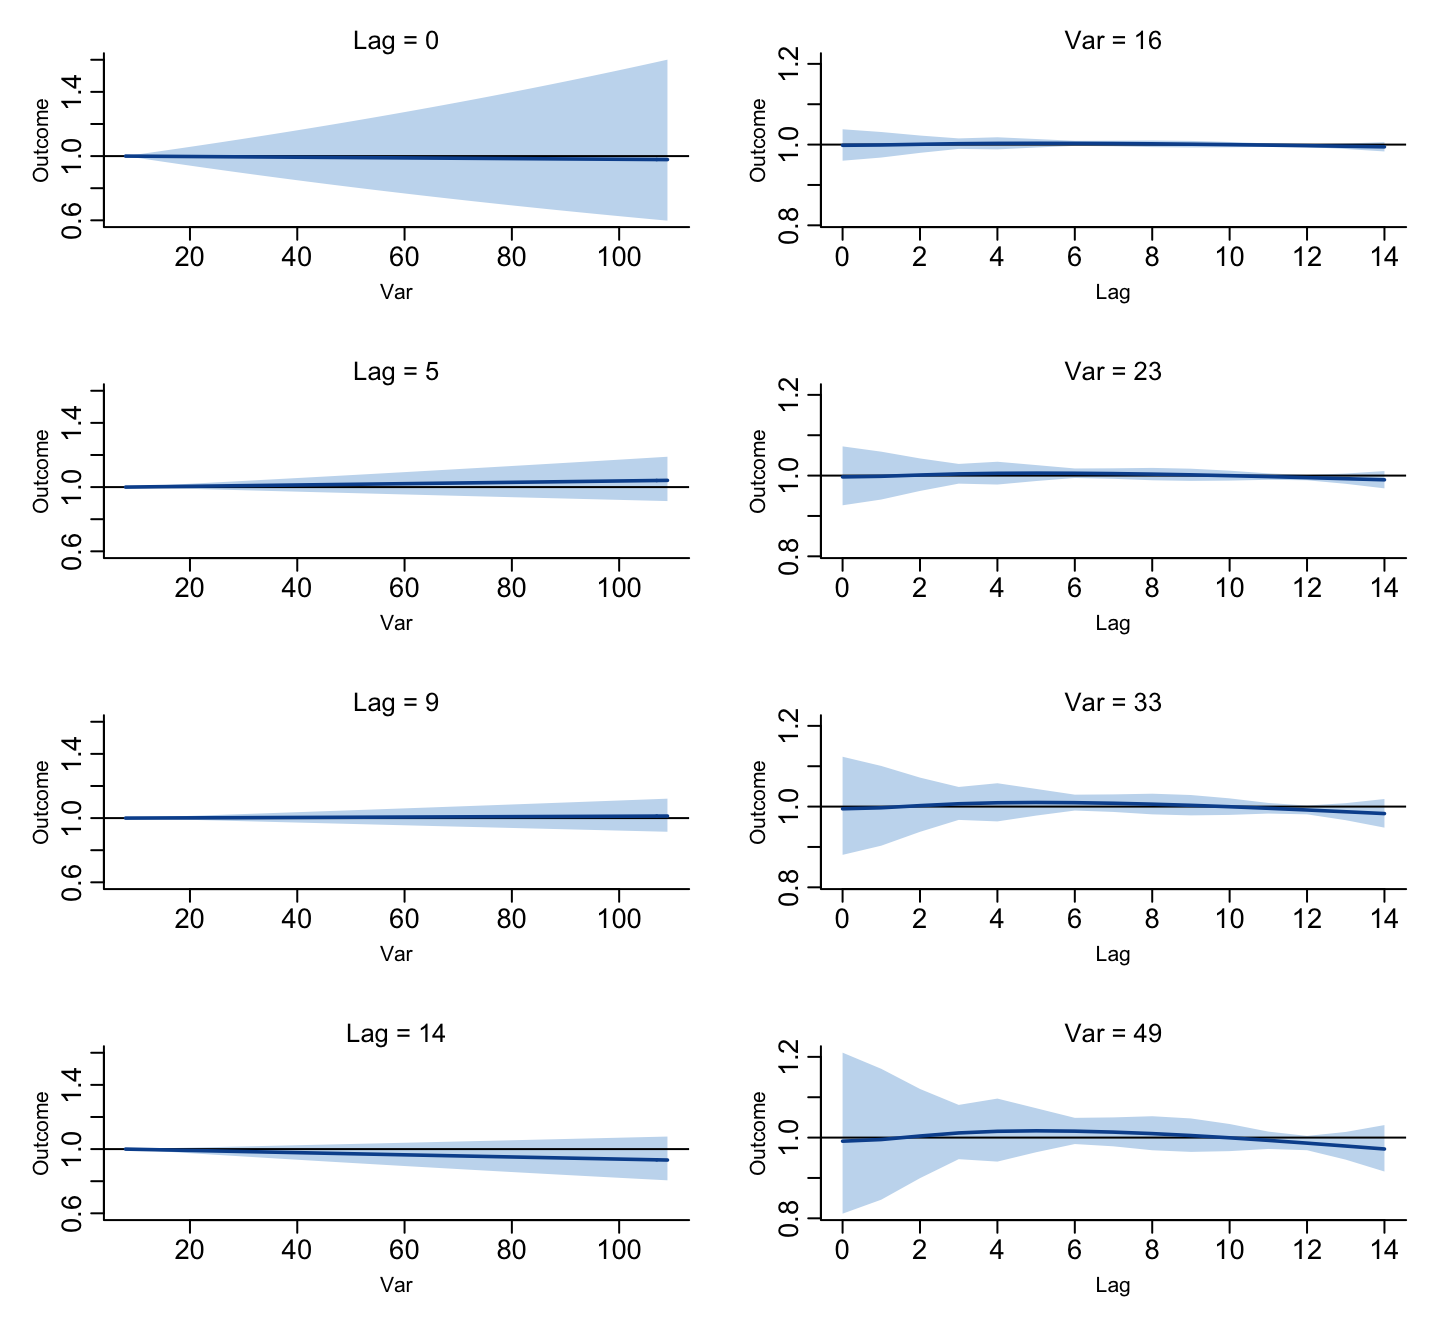 Lag = 0
Outcome
0.6 1.0 1.4
20 40 60 80 100
Var
Var = 16
Outcome
0.8 1.0 1.2
0 2 4 6 8 10 12 14
Lag
Lag = 5
Outcome
0.6 1.0 1.4
20 40 60 80 100
Var
Var = 23
Outcome
0.8 1.0 1.2
0 2 4 6 8 10 12 14
Lag
Lag = 9
Outcome
0.6 1.0 1.4
20 40 60 80 100
Var
Var = 33
Outcome
0.8 1.0 1.2
0 2 4 6 8 10 12 14
Lag
Lag = 14
Outcome
0.6 1.0 1.4
20 40 60 80 100
Var
Var = 49
Outcome
0.8 1.0 1.2
0 2 4 6 8 10 12 14
Lag